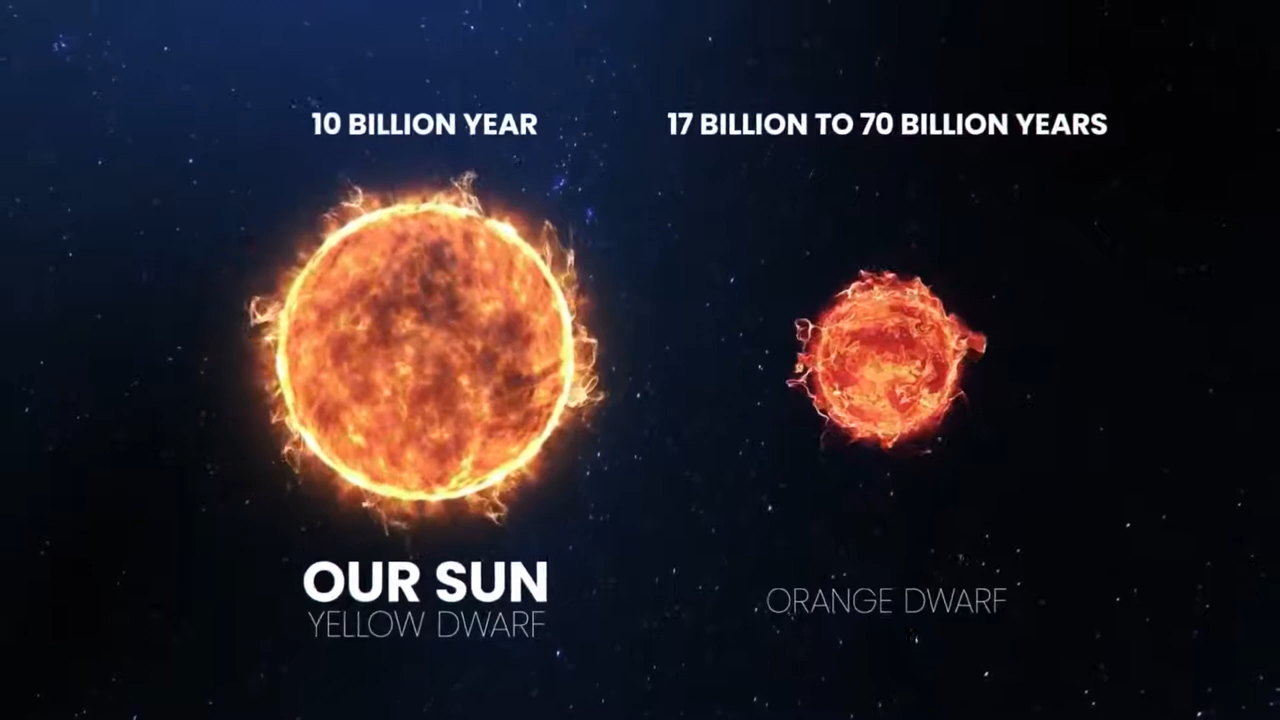 10 BILLION YEAR
17 BILLION TO 70 BILLION YEARS
OUR SUN
YELLOW DWARF
ORANGE DWARF